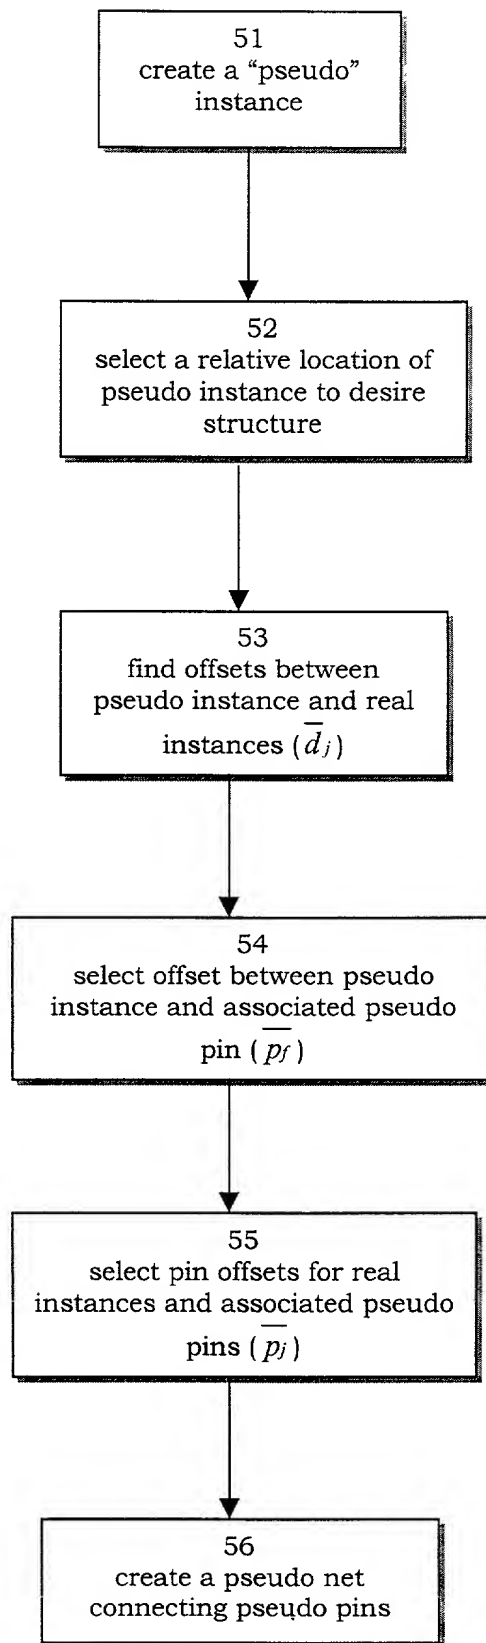 51
create a “pseudo”
instance
52
select a relative location of
pseudo instance to desire
structure
53
find offsets between
pseudo instance and real
instances ( d̅j )
54
select offset between pseudo
instance and associated pseudo
pin ( p̅f )
55
select pin offsets for real
instances and associated pseudo
pins ( p̅j )
56
create a pseudo net
connecting pseudo pins